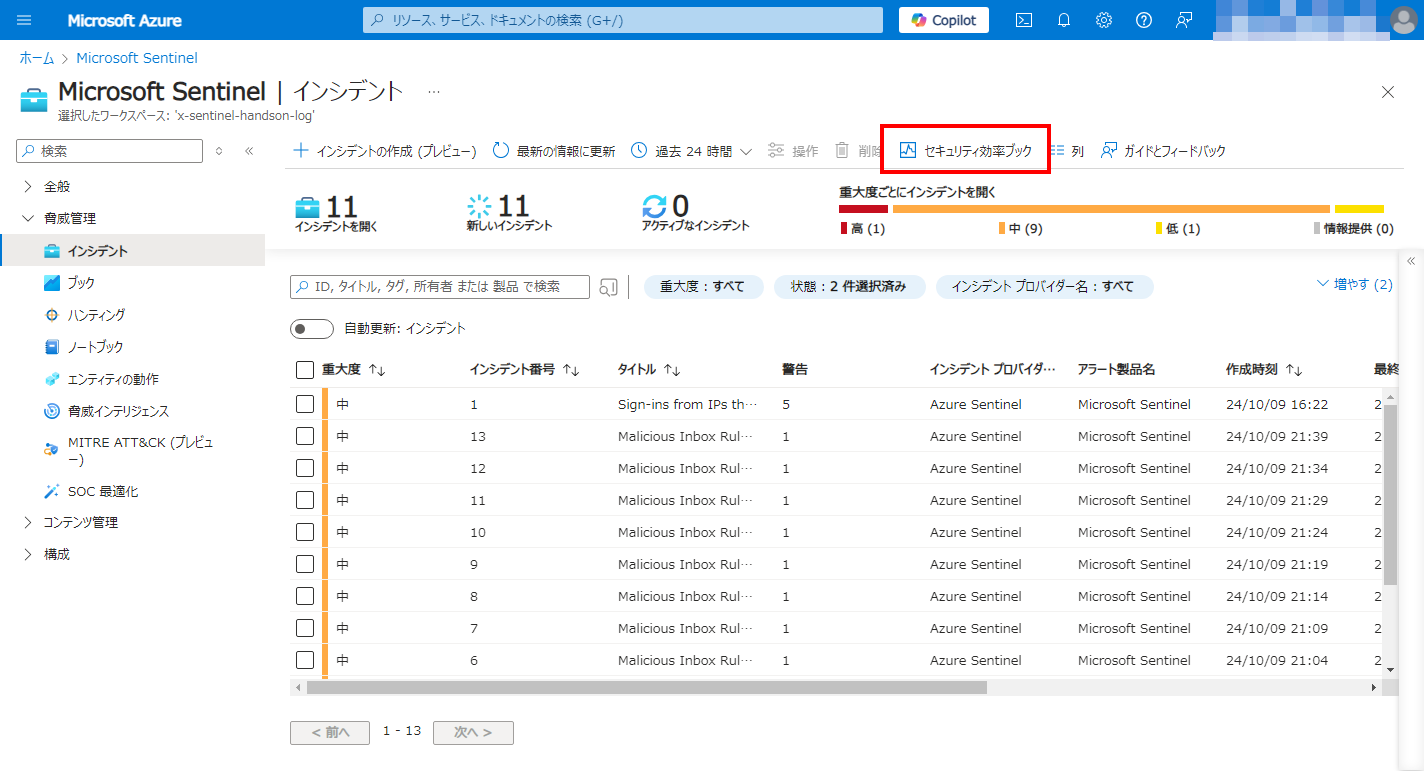 Microsoft Azure
リソース、サービス、ドキュメントの検索 (G+/)
Copilot
ホーム > Microsoft Sentinel
Microsoft Sentinel | インシデント ...
選択したワークスペース: 'x-sentinel-handson-log'
検索
全般
脅威管理
インシデント
ブック
ハンティング
ノートブック
エンティティの動作
脅威インテリジェンス
MITRE ATT&CK (プレビュー)
SOC 最適化
コンテンツ管理
構成
インシデントの作成 (プレビュー) 最新の情報に更新 過去 24 時間 操作 削除 セキュリティ効率ブック 列 ガイドとフィードバック
11 インシデントを開く
11 新しいインシデント
0 アクティブなインシデント
重大度ごとにインシデントを開く
高 (1) 中 (9) 低 (1) 情報提供 (0)
ID, タイトル, タグ, 所有者 または 製品 で検索
重大度 : すべて
状態 : 2 件選択済み
インシデント プロバイダー名 : すべて
増やす (2)
自動更新: インシデント
重大度 インシデント番号 タイトル 警告 インシデント プロバイダ… アラート製品名 作成時刻 最終
中 1 Sign-ins from IPs th… 5 Azure Sentinel Microsoft Sentinel 24/10/09 16:22 2
中 13 Malicious Inbox Rul… 1 Azure Sentinel Microsoft Sentinel 24/10/09 21:39 2
中 12 Malicious Inbox Rul… 1 Azure Sentinel Microsoft Sentinel 24/10/09 21:34 2
中 11 Malicious Inbox Rul… 1 Azure Sentinel Microsoft Sentinel 24/10/09 21:29 2
中 10 Malicious Inbox Rul… 1 Azure Sentinel Microsoft Sentinel 24/10/09 21:24 2
中 9 Malicious Inbox Rul… 1 Azure Sentinel Microsoft Sentinel 24/10/09 21:19 2
中 8 Malicious Inbox Rul… 1 Azure Sentinel Microsoft Sentinel 24/10/09 21:14 2
中 7 Malicious Inbox Rul… 1 Azure Sentinel Microsoft Sentinel 24/10/09 21:09 2
中 6 Malicious Inbox Rul… 1 Azure Sentinel Microsoft Sentinel 24/10/09 21:04 2
< 前へ 1 - 13 次へ >